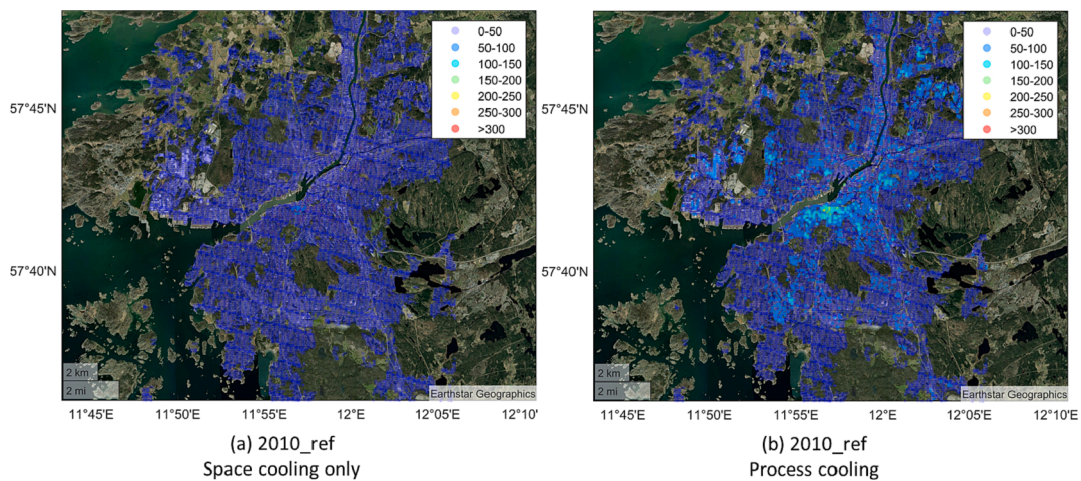 0-50
50-100
100-150
150-200
200-250
250-300
>300
57°45'N
57°40'N
2 km
2 mi
Earthstar Geographics
11°45'E 11°50'E 11°55'E 12°E 12°05'E 12°10'
(a) 2010_ref
Space cooling only
0-50
50-100
100-150
150-200
200-250
250-300
>300
57°45'N
57°40'N
2 km
2 mi
Earthstar Geographics
11°45'E 11°50'E 11°55'E 12°E 12°05'E 12°10'E
(b) 2010_ref
Process cooling